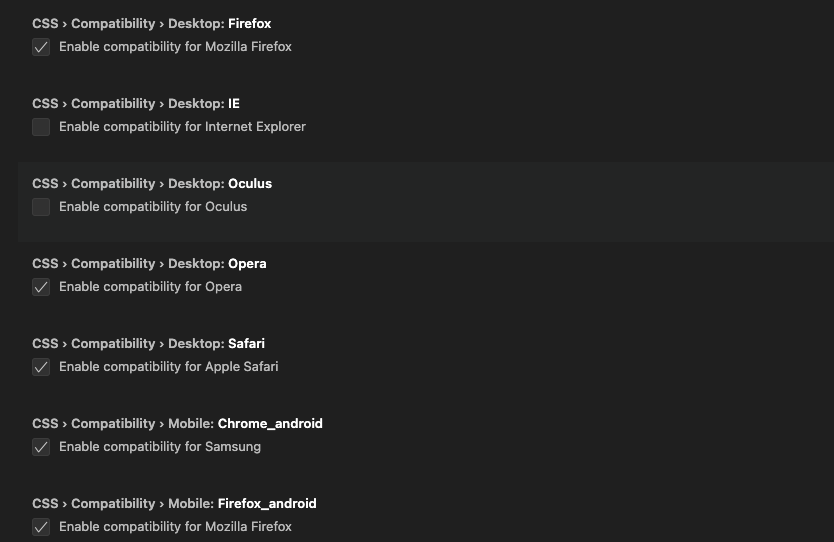 CSS › Compatibility › Desktop: Firefox
Enable compatibility for Mozilla Firefox
CSS › Compatibility › Desktop: IE
Enable compatibility for Internet Explorer
CSS › Compatibility › Desktop: Oculus
Enable compatibility for Oculus
CSS › Compatibility › Desktop: Opera
Enable compatibility for Opera
CSS › Compatibility › Desktop: Safari
Enable compatibility for Apple Safari
CSS › Compatibility › Mobile: Chrome_android
Enable compatibility for Samsung
CSS › Compatibility › Mobile: Firefox_android
Enable compatibility for Mozilla Firefox